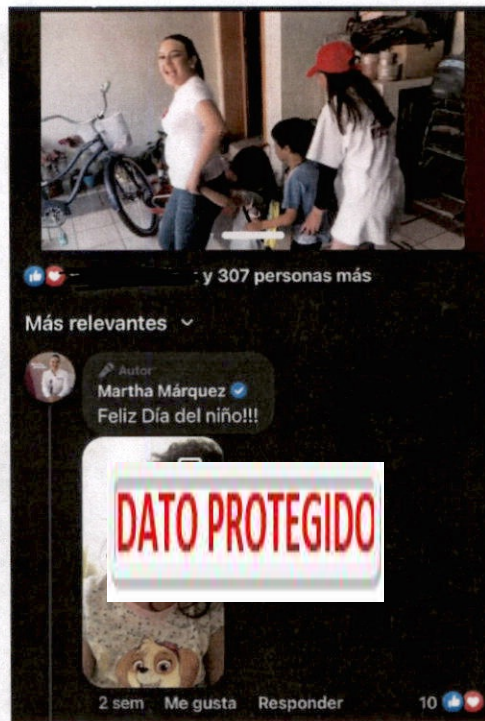 y 307 personas más
Más relevantes
Autor
Martha Márquez
Feliz Día del niño!!!
DATO PROTEGIDO
2 sem Me gusta Responder 10